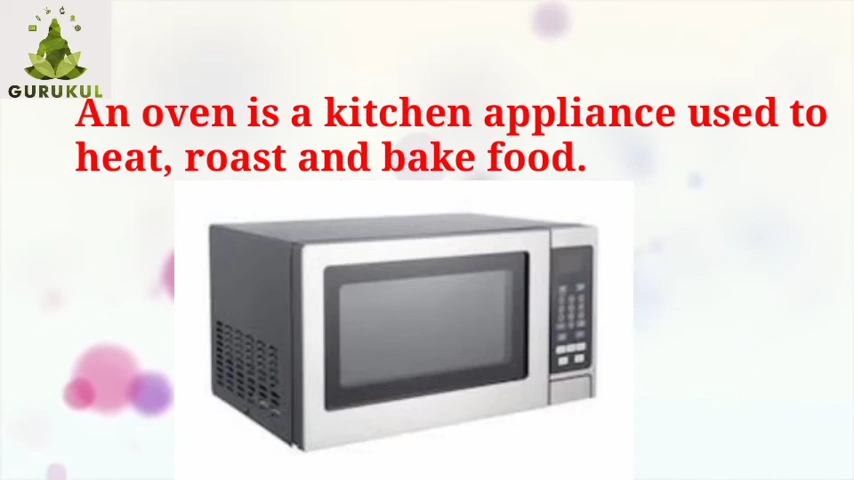 GURUKUL
An oven is a kitchen appliance used to
heat, roast and bake food.